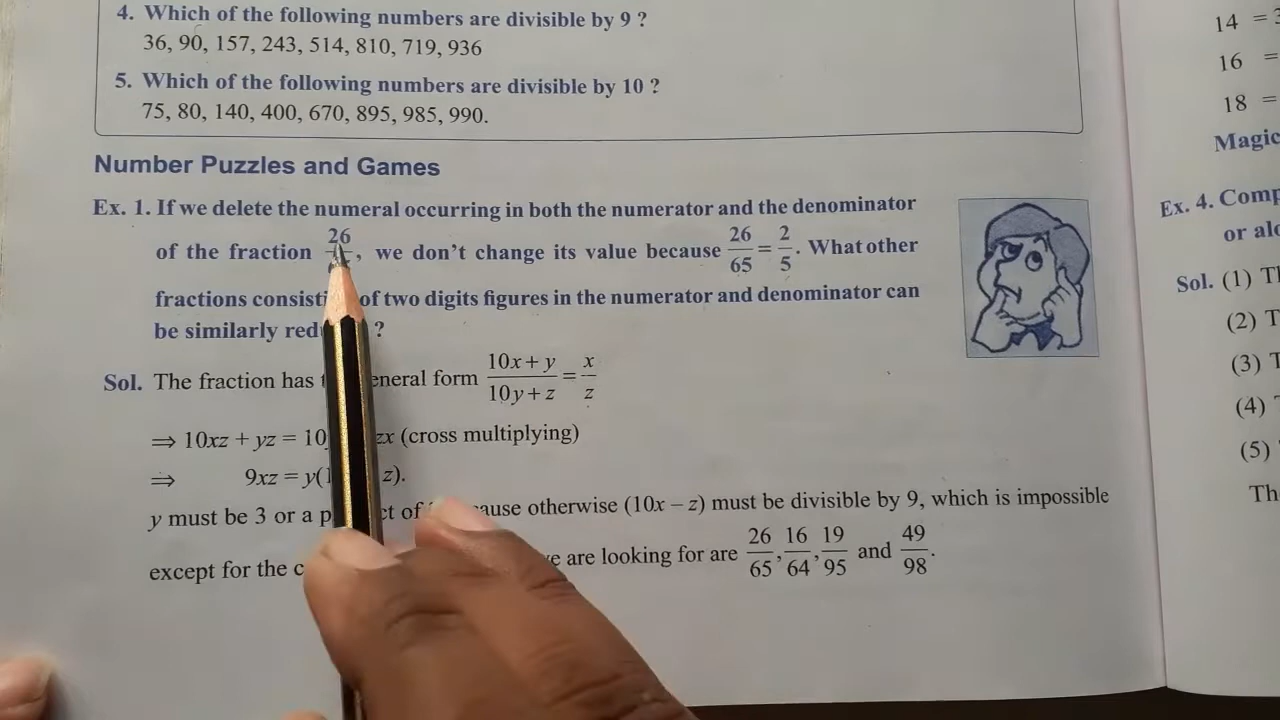 4. Which of the following numbers are divisible by 9 ?
36, 90, 157, 243, 514, 810, 719, 936
5. Which of the following numbers are divisible by 10 ?
75, 80, 140, 400, 670, 895, 985, 990.
Number Puzzles and Games
Ex. 1. If we delete the numeral occurring in both the numerator and the denominator
of the fraction 26/, we don't change its value because 26/65 = 2/5. What other
fractions consisti of two digits figures in the numerator and denominator can
be similarly red ?
Sol. The fraction has eneral form (10x + y)/(10y + z) = x/z
⇒ 10xz + yz = 10 zx (cross multiplying)
⇒ 9xz = y( z).
y must be 3 or a p ct of ause otherwise (10x – z) must be divisible by 9, which is impossible
except for the c e are looking for are 26/65, 16/64, 19/95 and 49/98.
14 =
16 =
18 =
Magic
Ex. 4. Comp
or alo
Sol. (1) Th
(2) T
(3) T
(4)
(5)
Th